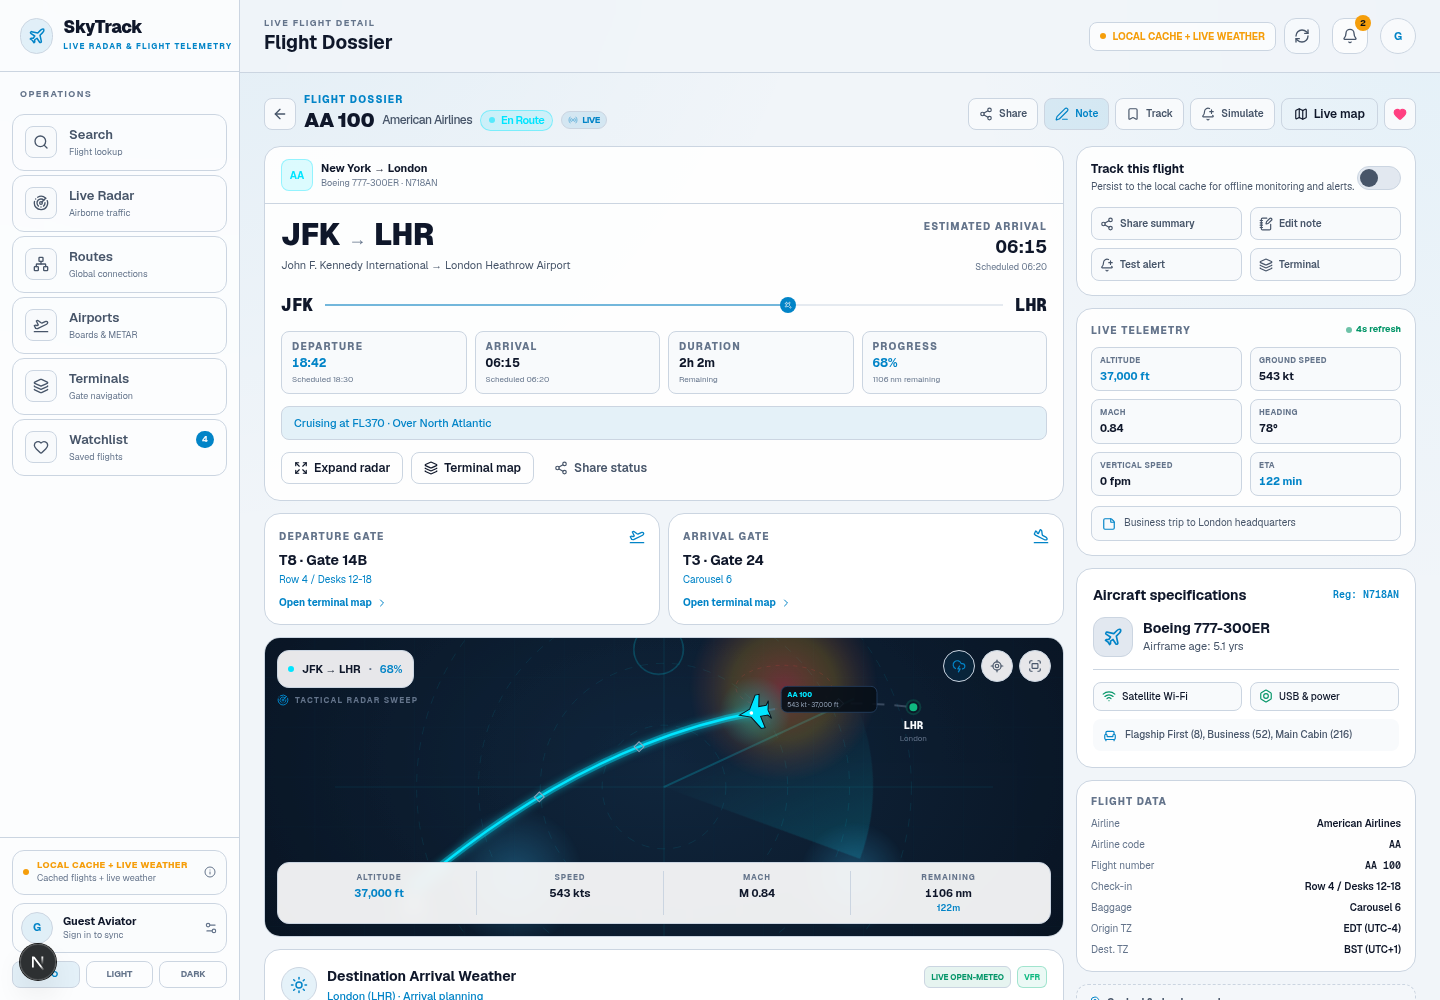 SkyTrack
LIVE RADAR & FLIGHT TELEMETRY
OPERATIONS
Search
Flight lookup
Live Radar
Airborne traffic
Routes
Global connections
Airports
Boards & METAR
Terminals
Gate navigation
Watchlist
Saved flights
4
LOCAL CACHE + LIVE WEATHER
Cached flights + live weather
G
Guest Aviator
Sign in to sync
N
LIGHT
DARK
LIVE FLIGHT DETAIL
Flight Dossier
LOCAL CACHE + LIVE WEATHER
2
G
FLIGHT DOSSIER
AA 100 American Airlines En Route LIVE
Share
Note
Track
Simulate
Live map
AA
New York → London
Boeing 777-300ER · N718AN
JFK → LHR
John F. Kennedy International → London Heathrow Airport
ESTIMATED ARRIVAL
06:15
Scheduled 06:20
JFK
LHR
DEPARTURE
18:42
Scheduled 18:30
ARRIVAL
06:15
Scheduled 06:20
DURATION
2h 2m
Remaining
PROGRESS
68%
1106 nm remaining
Cruising at FL370 · Over North Atlantic
Expand radar
Terminal map
Share status
DEPARTURE GATE
T8 · Gate 14B
Row 4 / Desks 12-18
Open terminal map
ARRIVAL GATE
T3 · Gate 24
Carousel 6
Open terminal map
JFK → LHR · 68%
TACTICAL RADAR SWEEP
AA 100
543 kt · 37,000 ft
LHR
London
ALTITUDE
37,000 ft
SPEED
543 kts
MACH
M 0.84
REMAINING
1106 nm
122m
Destination Arrival Weather
London (LHR) · Arrival planning
LIVE OPEN-METEO
VFR
Track this flight
Persist to the local cache for offline monitoring and alerts.
Share summary
Edit note
Test alert
Terminal
LIVE TELEMETRY
4s refresh
ALTITUDE
37,000 ft
GROUND SPEED
543 kt
MACH
0.84
HEADING
78°
VERTICAL SPEED
0 fpm
ETA
122 min
Business trip to London headquarters
Aircraft specifications
Reg: N718AN
Boeing 777-300ER
Airframe age: 5.1 yrs
Satellite Wi-Fi
USB & power
Flagship First (8), Business (52), Main Cabin (216)
FLIGHT DATA
Airline American Airlines
Airline code AA
Flight number AA 100
Check-in Row 4 / Desks 12-18
Baggage Carousel 6
Origin TZ EDT (UTC-4)
Dest. TZ BST (UTC+1)